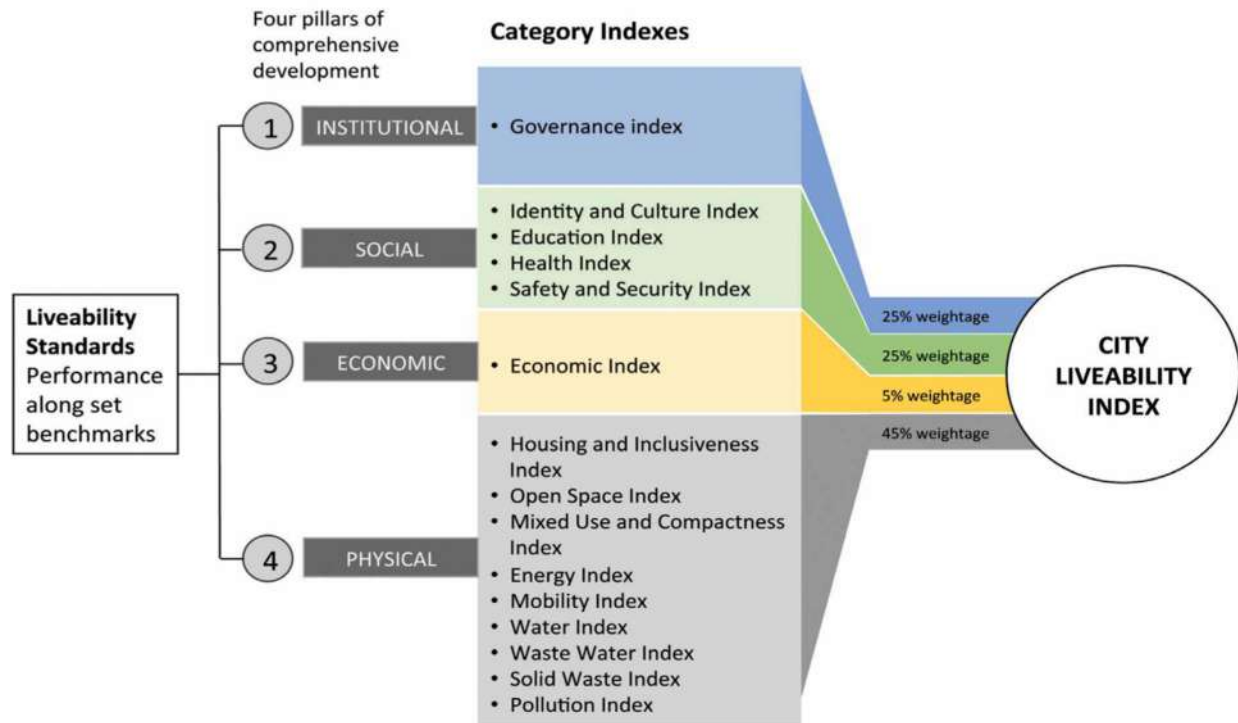 Four pillars of
comprehensive
development
Category Indexes
Liveability
Standards
Performance
along set
benchmarks
1
INSTITUTIONAL
• Governance index
2
SOCIAL
• Identity and Culture Index
• Education Index
• Health Index
• Safety and Security Index
3
ECONOMIC
• Economic Index
4
PHYSICAL
• Housing and Inclusiveness
Index
• Open Space Index
• Mixed Use and Compactness
Index
• Energy Index
• Mobility Index
• Water Index
• Waste Water Index
• Solid Waste Index
• Pollution Index
25% weightage
25% weightage
5% weightage
45% weightage
CITY
LIVEABILITY
INDEX